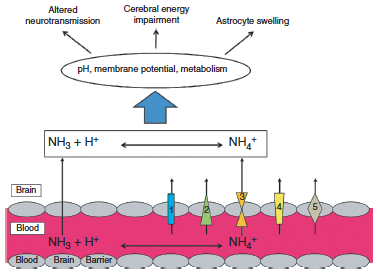 Altered
neurotransmission
Cerebral energy
impairment
Astrocyte swelling
pH, membrane potential, metabolism
NH₃ + H⁺
NH₄⁺
Brain
1
2
3
4
5
Blood
NH₃ + H⁺
NH₄⁺
Blood Brain Barrier